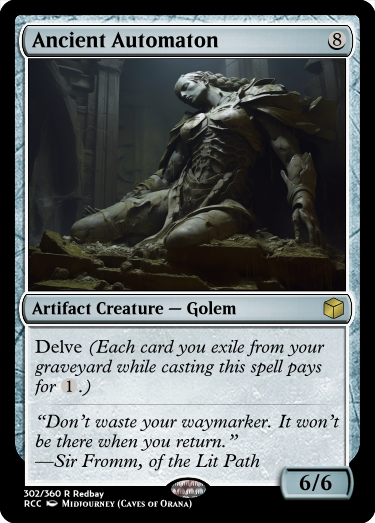 Ancient Automaton 8
Artifact Creature — Golem
Delve (Each card you exile from your
graveyard while casting this spell pays
for 1.)
“Don’t waste your waymarker. It won’t
be there when you return.”
—Sir Fromm, of the Lit Path
6/6
302/360 R Redbay
RCC Midjourney (Caves of Orana)